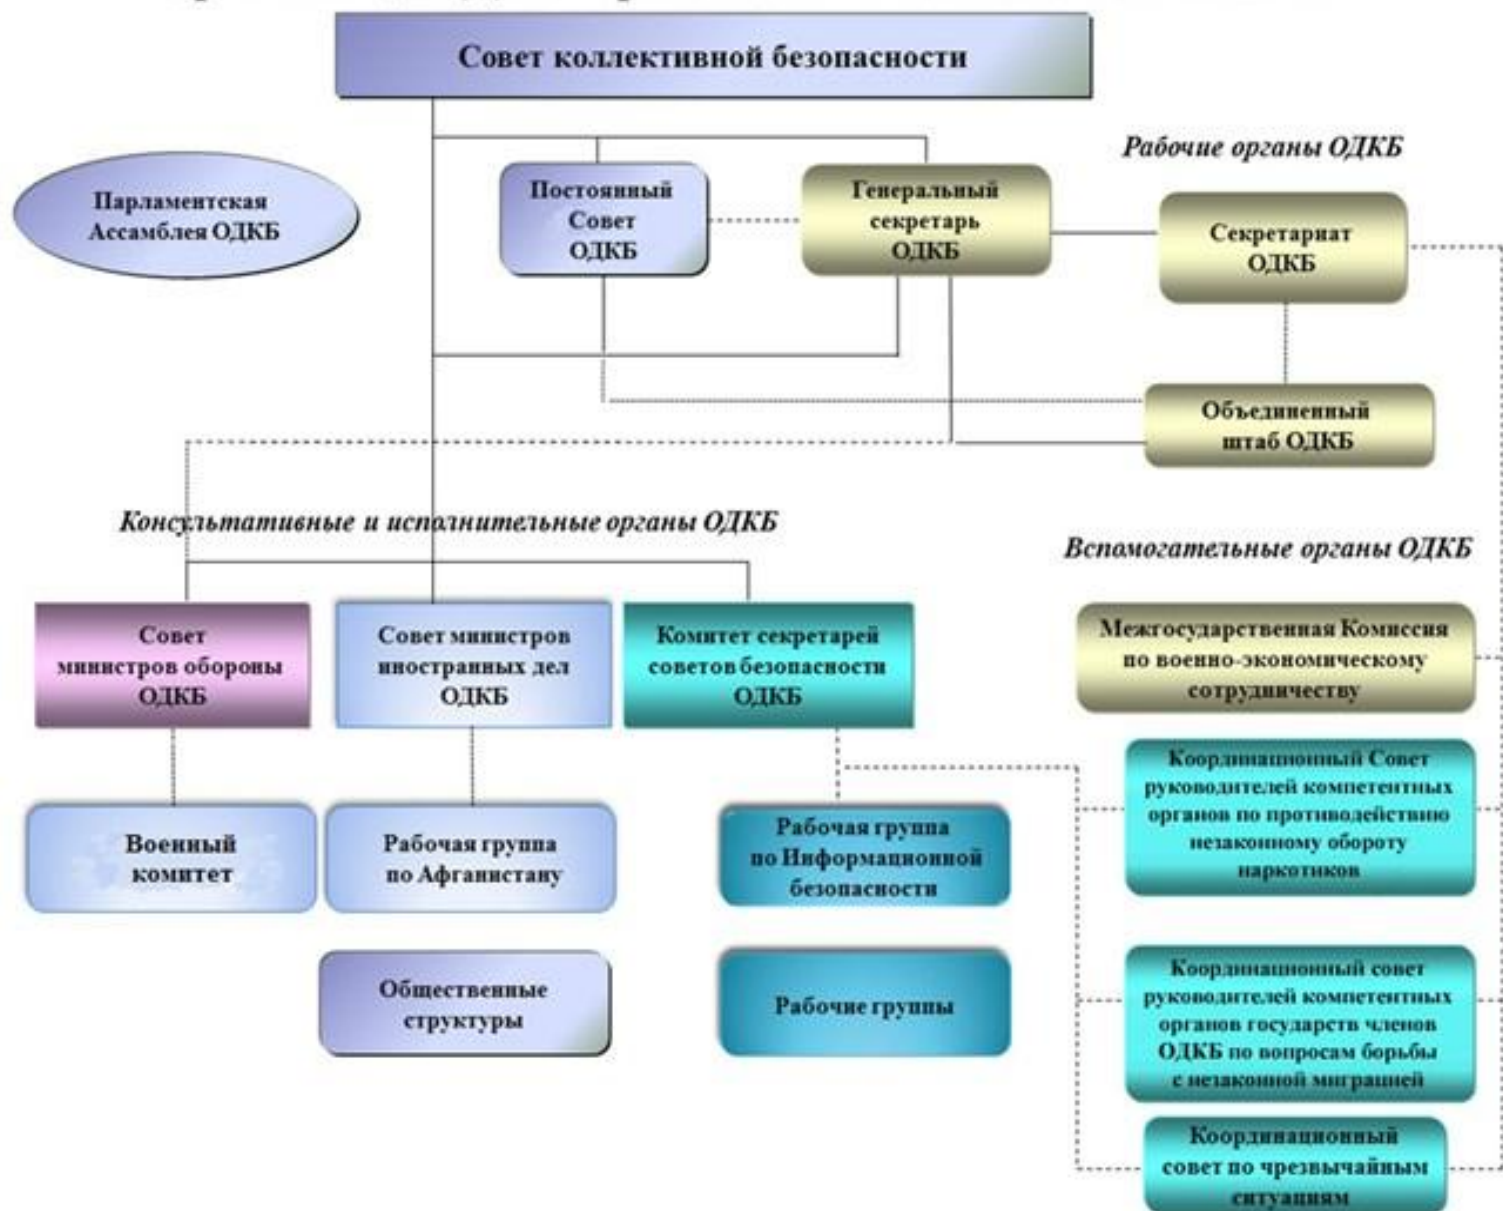 Совет коллективной безопасности
Рабочие органы ОДКБ
Парламентская
Ассамблея ОДКБ
Постоянный
Совет
ОДКБ
Генеральный
секретарь
ОДКБ
Секретариат
ОДКБ
Объединенный
штаб ОДКБ
Консультативные и исполнительные органы ОДКБ
Вспомогательные органы ОДКБ
Совет
министров обороны
ОДКБ
Совет министров
иностранных дел
ОДКБ
Комитет секретарей
советов безопасности
ОДКБ
Межгосударственная Комиссия
по военно-экономическому
сотрудничеству
Координационный Совет
руководителей компетентных
органов по противодействию
незаконному обороту
наркотиков
Военный
комитет
Рабочая группа
по Афганистану
Рабочая группа
по Информационной
безопасности
Общественные
структуры
Рабочие группы
Координационный совет
руководителей компетентных
органов государств членов
ОДКБ по вопросам борьбы
с незаконной миграцией
Координационный
совет по чрезвычайным
ситуациям